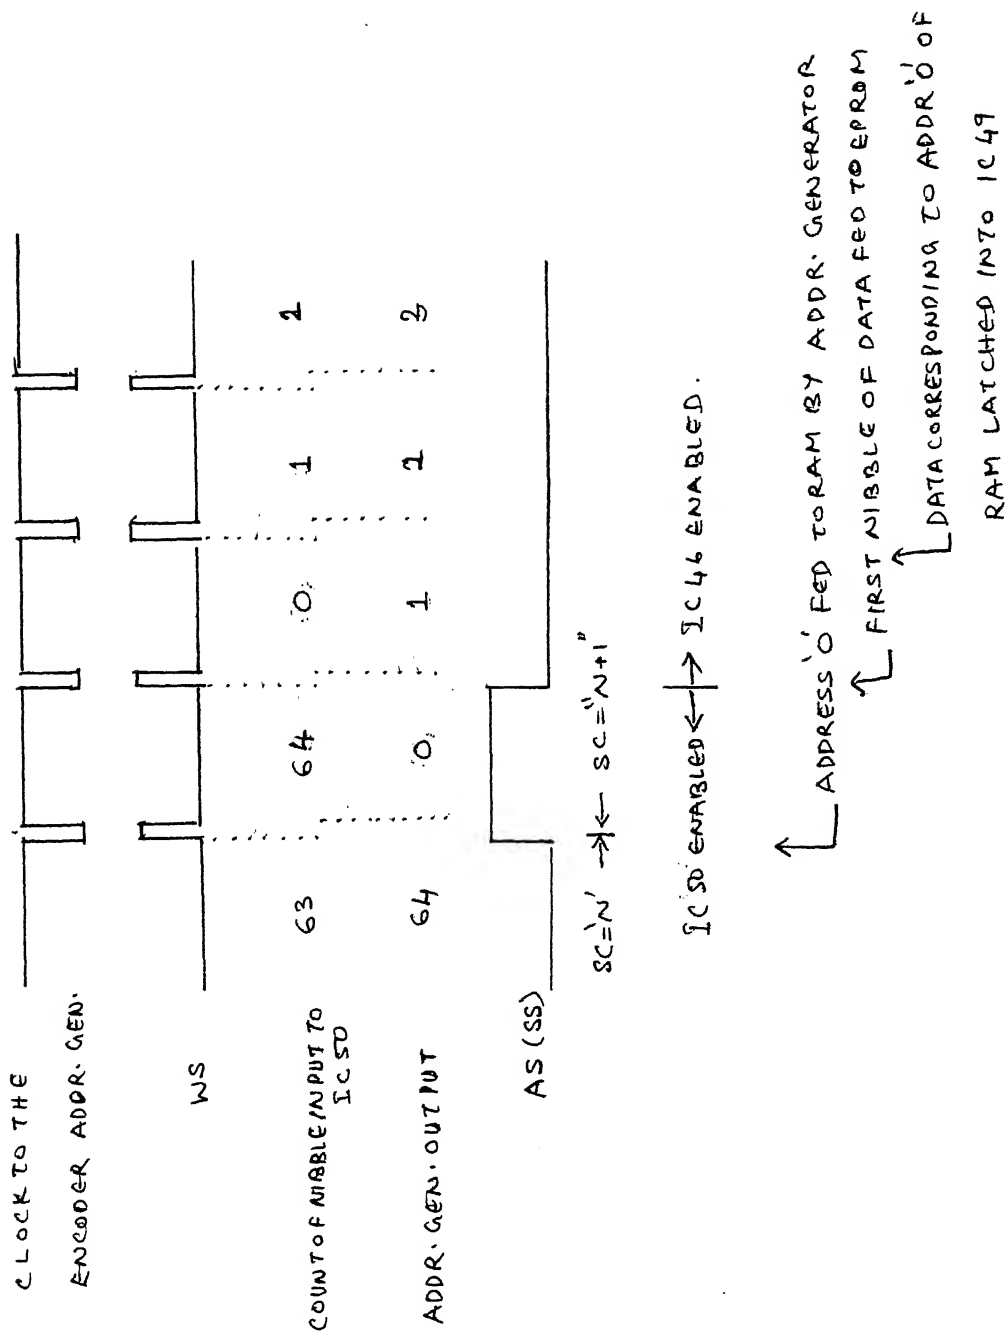 CLOCK TO THE
ENCODER ADDR. GEN.
WS
COUNT OF NIBBLE INPUT TO
IC 50
63 64 0 1 2
ADDR. GEN. OUTPUT
64 0 1 2 3
AS (SS)
SC='N' SC="N+1"
IC 50 ENABLED IC 46 ENABLED.
ADDRESS '0' FED TO RAM BY ADDR. GENERATOR
FIRST NIBBLE OF DATA FED TO EPROM
DATA CORRESPONDING TO ADDR '0' OF
RAM LATCHED INTO IC 49